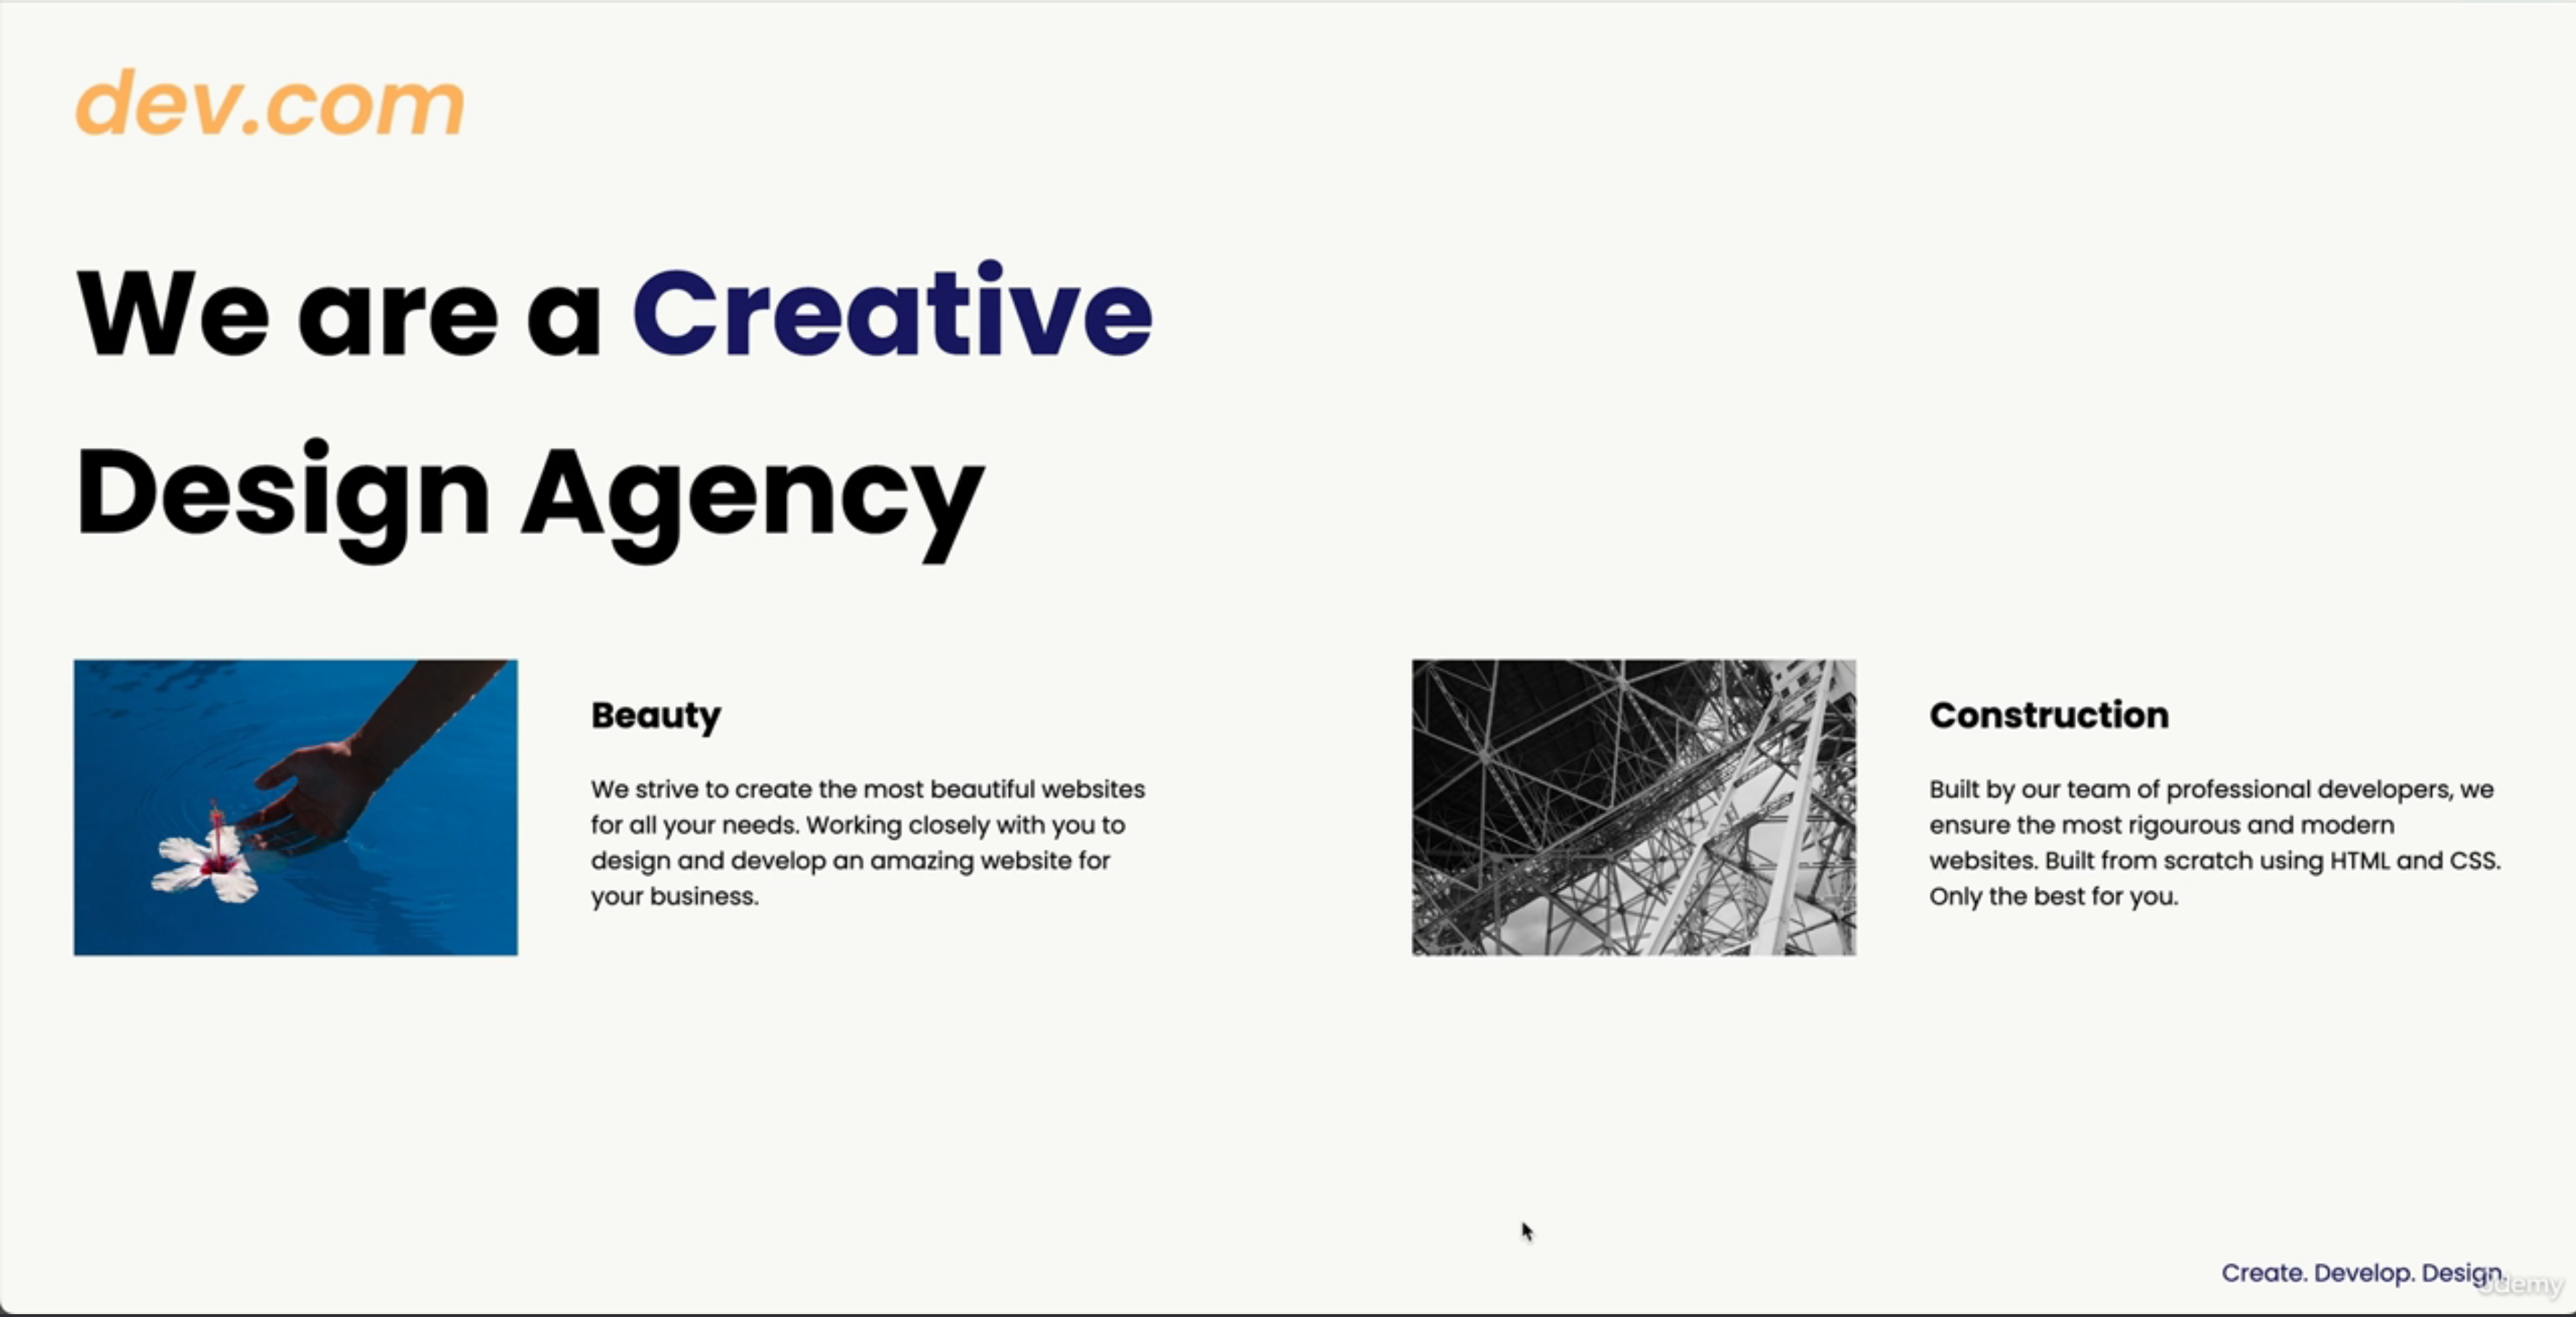 dev.com
We are a Creative
Design Agency
Beauty
We strive to create the most beautiful websites
for all your needs. Working closely with you to
design and develop an amazing website for
your business.
Construction
Built by our team of professional developers, we
ensure the most rigourous and modern
websites. Built from scratch using HTML and CSS.
Only the best for you.
Create. Develop. Design.
Udemy